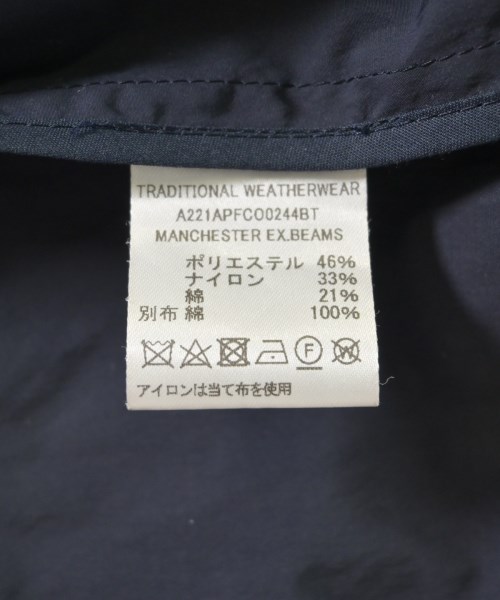 TRADITIONAL WEATHERWEAR
A221APFCO0244BT
MANCHESTER EX.BEAMS
ポリエステル 46%
ナイロン 33%
綿 21%
別布 綿 100%
F W
アイロンは当て布を使用